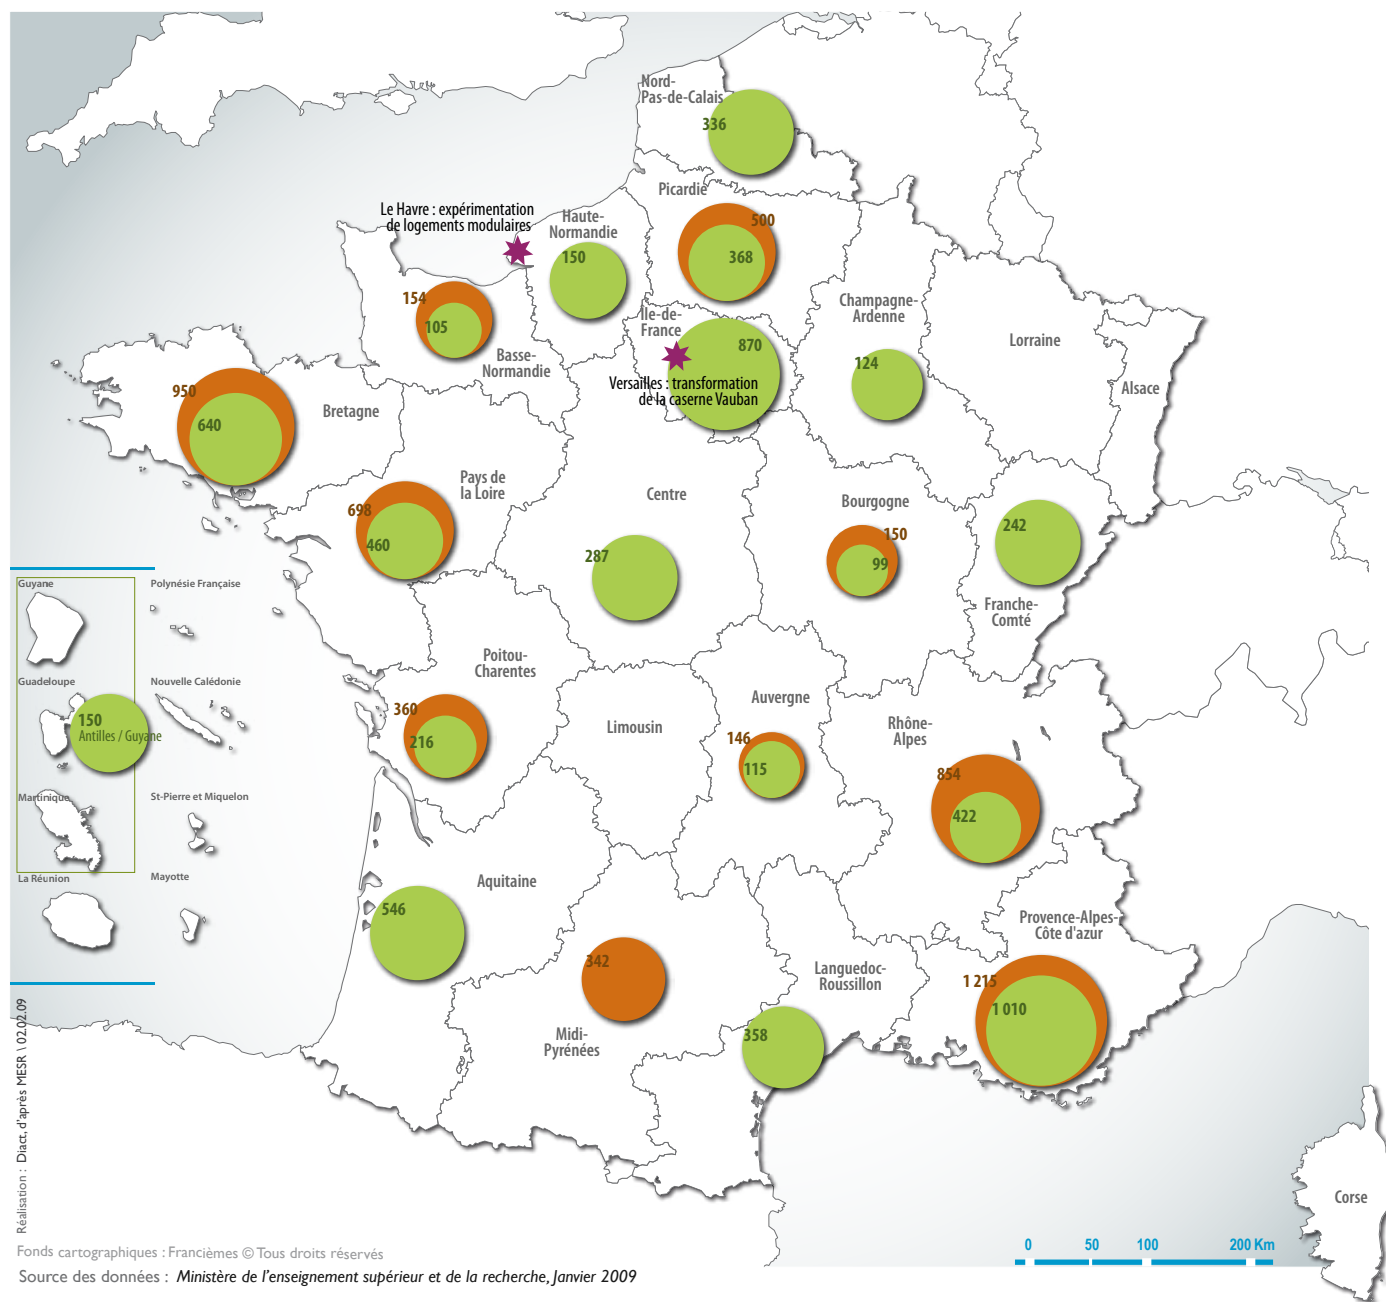 Nord-
Pas-de-Calais
336
Picardie
500
368
Le Havre : expérimentation
de logements modulaires
Haute-
Normandie
150
154
105
Basse-
Normandie
Ile-de-
France
870
Versailles : transformation
de la caserne Vauban
Champagne-
Ardenne
124
Lorraine
Alsace
950
640
Bretagne
Pays de
la Loire
698
460
Centre
287
Bourgogne
150
99
242
Franche-
Comté
Guyane
Polynésie Française
Guadeloupe
Nouvelle Calédonie
150
Antilles / Guyane
Martinique
St-Pierre et Miquelon
La Réunion
Mayotte
Poitou-
Charentes
360
216
Limousin
Auvergne
146
115
Rhône-
Alpes
854
422
Aquitaine
546
342
Midi-
Pyrénées
Languedoc-
Roussillon
358
Provence-Alpes-
Côte d'azur
1 215
1 010
Corse
0 50 100 200 Km
Réalisation : Diact, d'après MESR \ 02.02.09
Fonds cartographiques : Francièmes © Tous droits réservés
Source des données : Ministère de l'enseignement supérieur et de la recherche, Janvier 2009